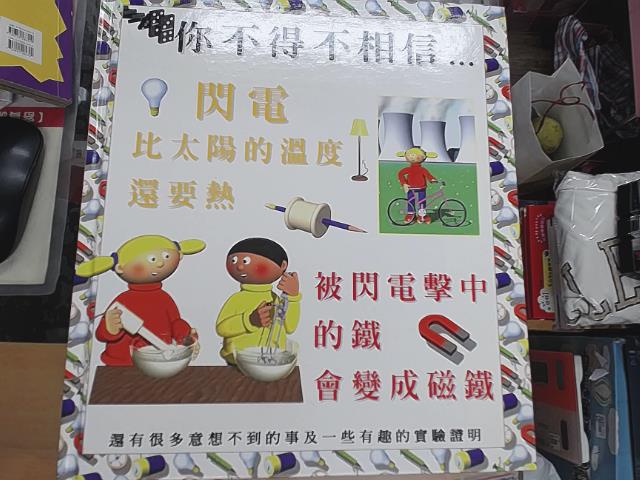 你不得不相信...
閃電
比太陽的溫度
還要熱
被閃電擊中
的鐵
會變成磁鐵
還有很多意想不到的事及一些有趣的實驗證明